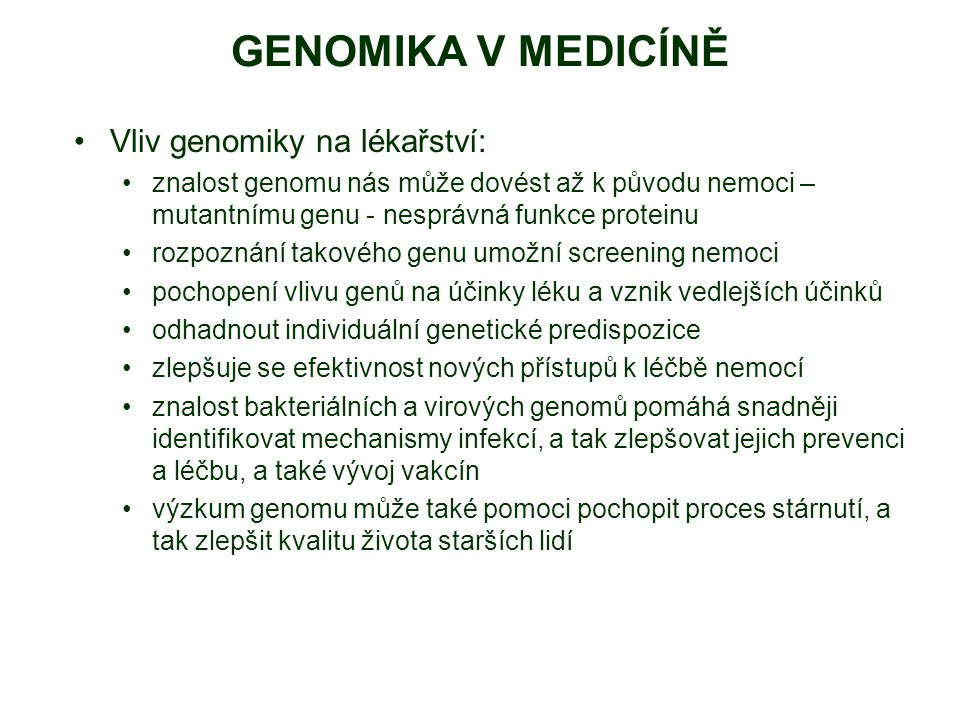 GENOMIKA V MEDICÍNĚ
• Vliv genomiky na lékařství:
• znalost genomu nás může dovést až k původu nemoci –
mutantnímu genu - nesprávná funkce proteinu
• rozpoznání takového genu umožní screening nemoci
• pochopení vlivu genů na účinky léku a vznik vedlejších účinků
• odhadnout individuální genetické predispozice
• zlepšuje se efektivnost nových přístupů k léčbě nemocí
• znalost bakteriálních a virových genomů pomáhá snadněji
identifikovat mechanismy infekcí, a tak zlepšovat jejich prevenci
a léčbu, a také vývoj vakcín
• výzkum genomu může také pomoci pochopit proces stárnutí, a
tak zlepšit kvalitu života starších lidí